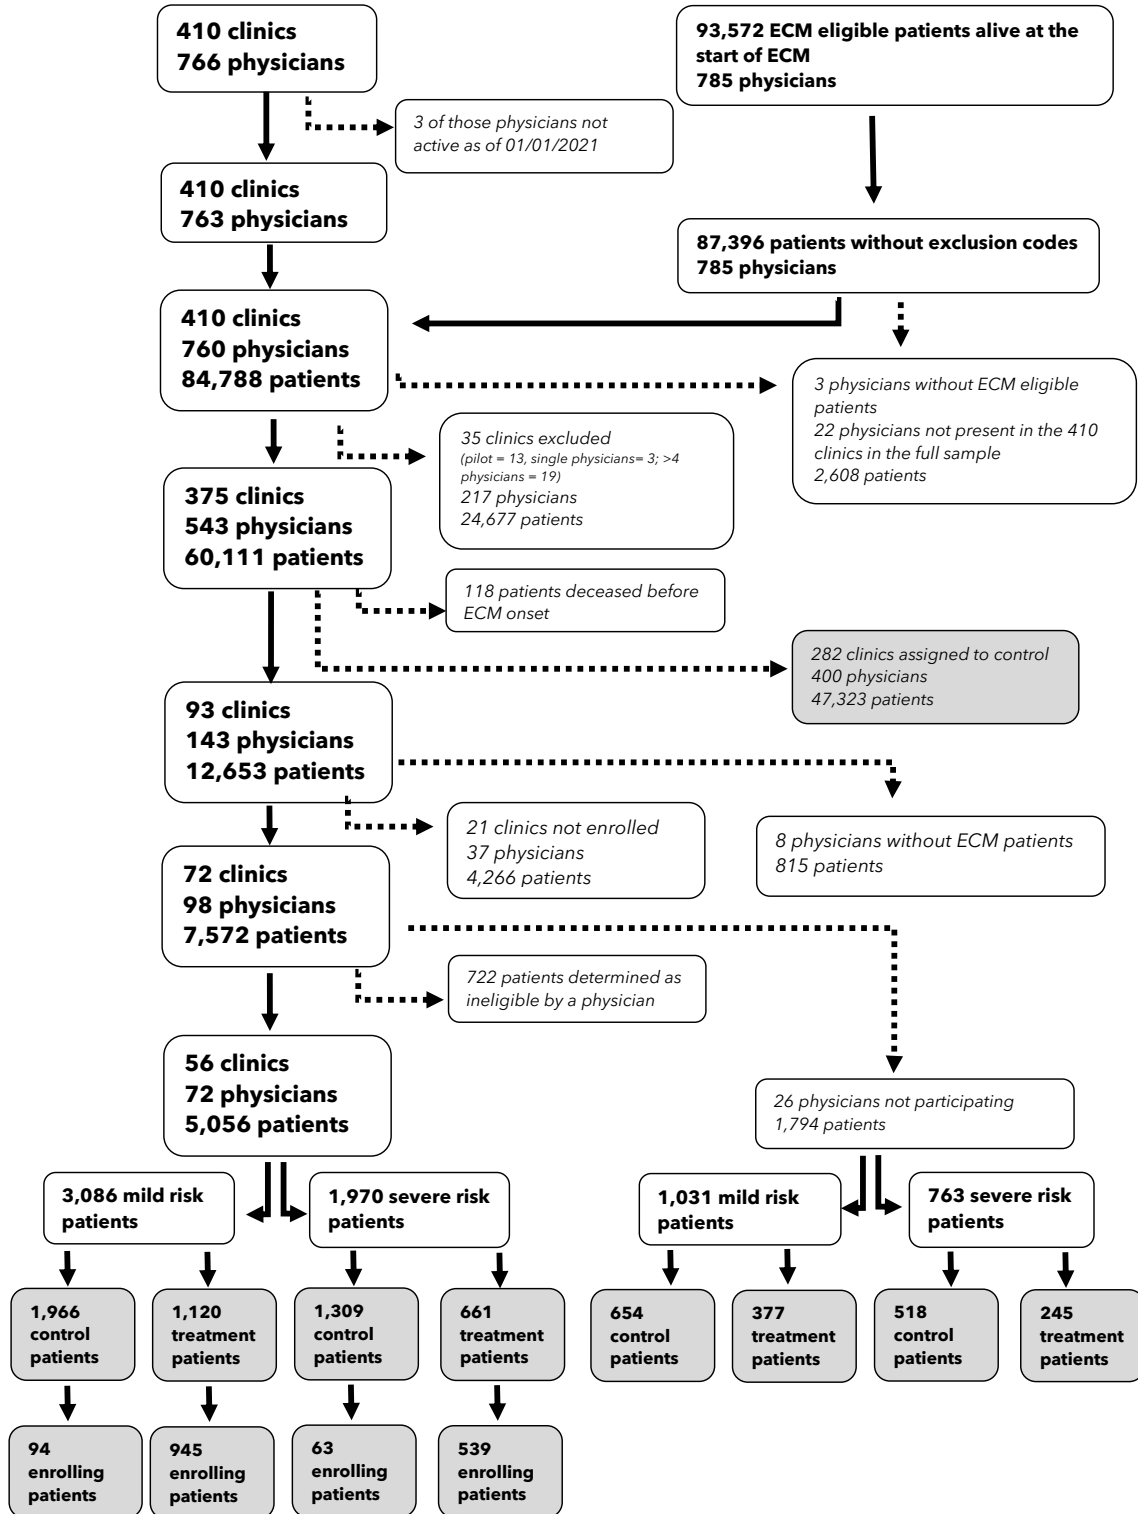 410 clinics
766 physicians
93,572 ECM eligible patients alive at the
start of ECM
785 physicians
3 of those physicians not
active as of 01/01/2021
410 clinics
763 physicians
87,396 patients without exclusion codes
785 physicians
410 clinics
760 physicians
84,788 patients
3 physicians without ECM eligible
patients
22 physicians not present in the 410
clinics in the full sample
2,608 patients
35 clinics excluded
(pilot = 13, single physicians= 3; >4
physicians = 19)
217 physicians
24,677 patients
375 clinics
543 physicians
60,111 patients
118 patients deceased before
ECM onset
282 clinics assigned to control
400 physicians
47,323 patients
93 clinics
143 physicians
12,653 patients
21 clinics not enrolled
37 physicians
4,266 patients
8 physicians without ECM patients
815 patients
72 clinics
98 physicians
7,572 patients
722 patients determined as
ineligible by a physician
56 clinics
72 physicians
5,056 patients
26 physicians not participating
1,794 patients
3,086 mild risk
patients
1,970 severe risk
patients
1,031 mild risk
patients
763 severe risk
patients
1,966
control
patients
1,120
treatment
patients
1,309
control
patients
661
treatment
patients
654
control
patients
377
treatment
patients
518
control
patients
245
treatment
patients
94
enrolling
patients
945
enrolling
patients
63
enrolling
patients
539
enrolling
patients